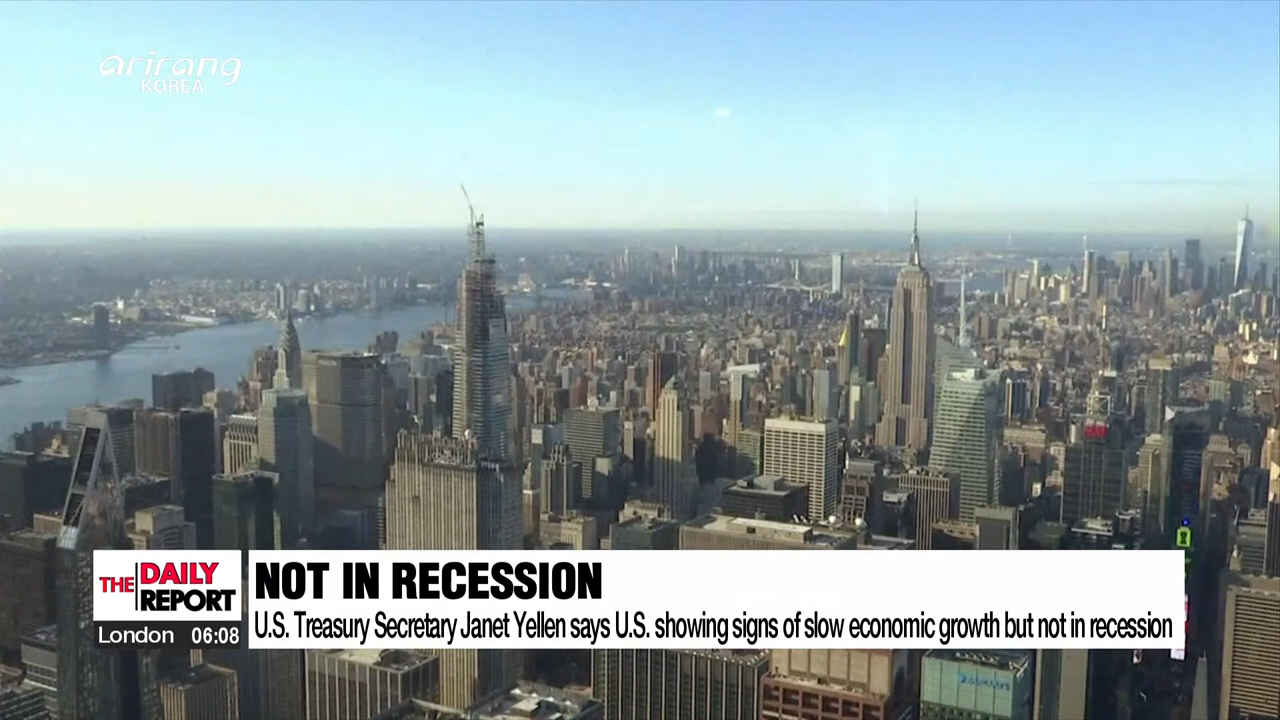 arirang
KOREA
THE DAILY REPORT
NOT IN RECESSION
U.S. Treasury Secretary Janet Yellen says U.S. showing signs of slow economic growth but not in recession
London 06:08